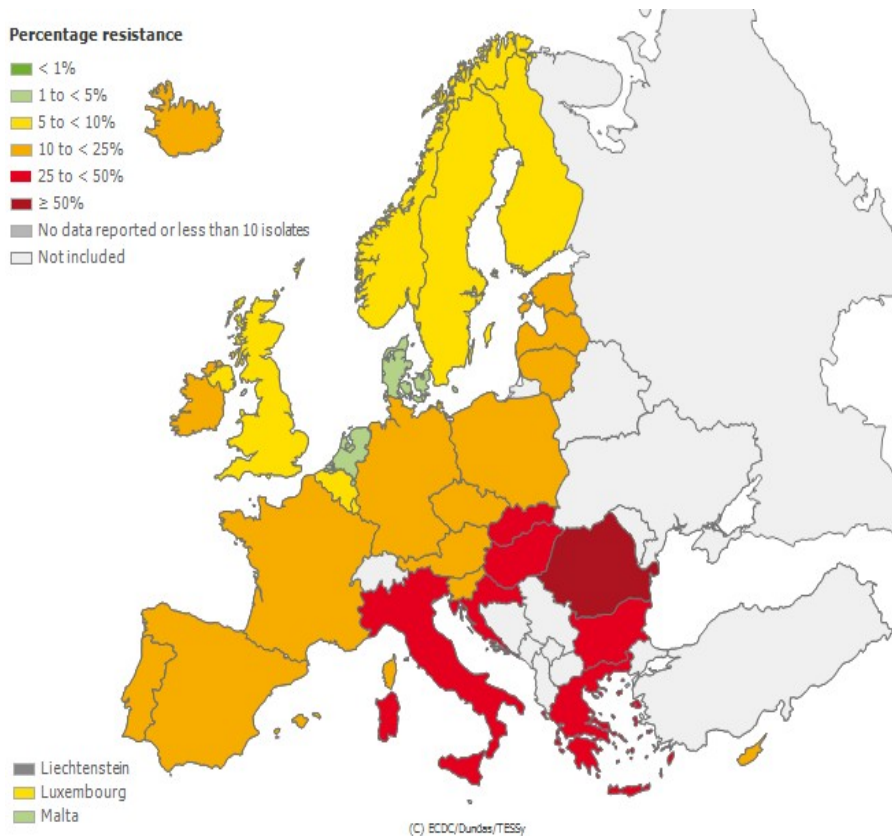 Percentage resistance
< 1%
1 to < 5%
5 to < 10%
10 to < 25%
25 to < 50%
≥ 50%
No data reported or less than 10 isolates
Not included
Liechtenstein
Luxembourg
Malta
(C) ECDC/Dundas/TESSy